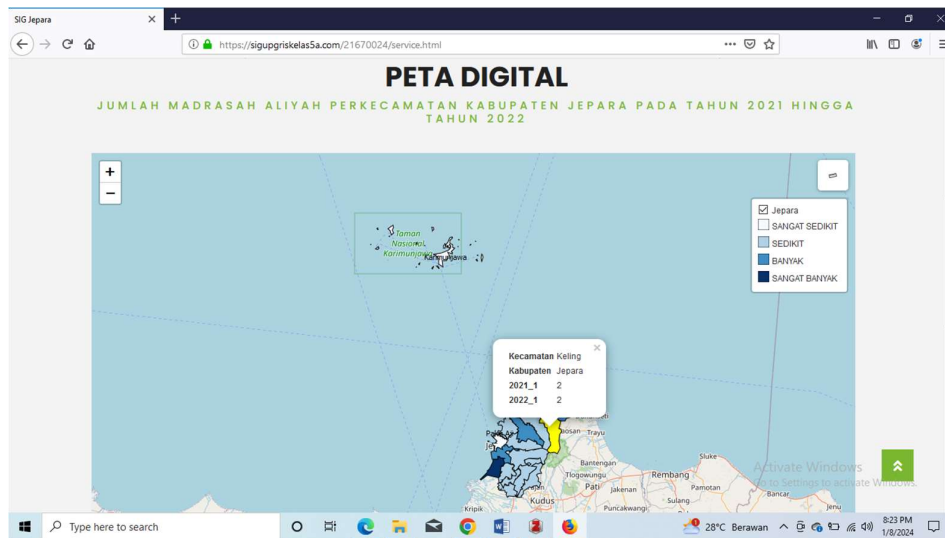 SIG Jepara
https://sigupgriskelas5a.com/21670024/service.html
PETA DIGITAL
JUMLAH MADRASAH ALIYAH PERKECAMATAN KABUPATEN JEPARA PADA TAHUN 2021 HINGGA
TAHUN 2022
+
−
Jepara
SANGAT SEDIKIT
SEDIKIT
BANYAK
SANGAT BANYAK
Taman
Nasional
Karimunjawa
Karimunjawa
Kecamatan Keling
Kabupaten Jepara
2021_1 2
2022_1 2
Trayu
Bantengan
Tlogowungu
Pati
Jakenan
Kudus
Puncakwangi
Kripik
Sluke
Rembang
Pamotan
Sulang
Bancar
Jenu
Activate Windows
Go to Settings to activate Windows.
Type here to search
28°C Berawan
8:23 PM
1/8/2024